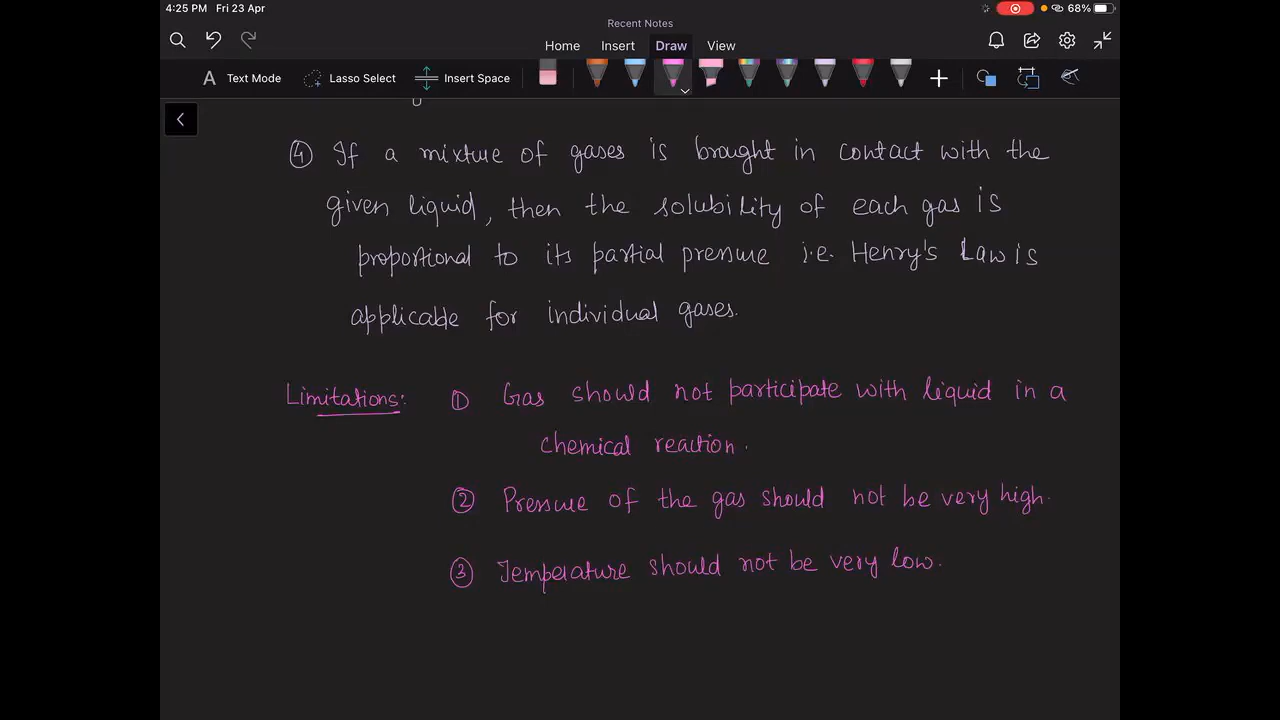 4:25 PM Fri 23 Apr
68%
Recent Notes
Home Insert Draw View
A Text Mode Lasso Select Insert Space
④ If a mixture of gases is brought in contact with the
given liquid, then the solubility of each gas is
proportional to its partial pressure i.e. Henry's Law is
applicable for individual gases.
Limitations: ① Gas should not participate with liquid in a
chemical reaction.
② Pressure of the gas should not be very high.
③ Temperature should not be very low.